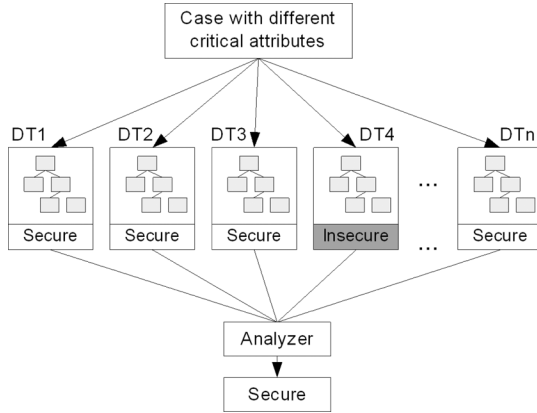 Case with different
critical attributes
DT1 DT2 DT3 DT4 DTn
...
Secure Secure Secure Insecure ... Secure
Analyzer
Secure